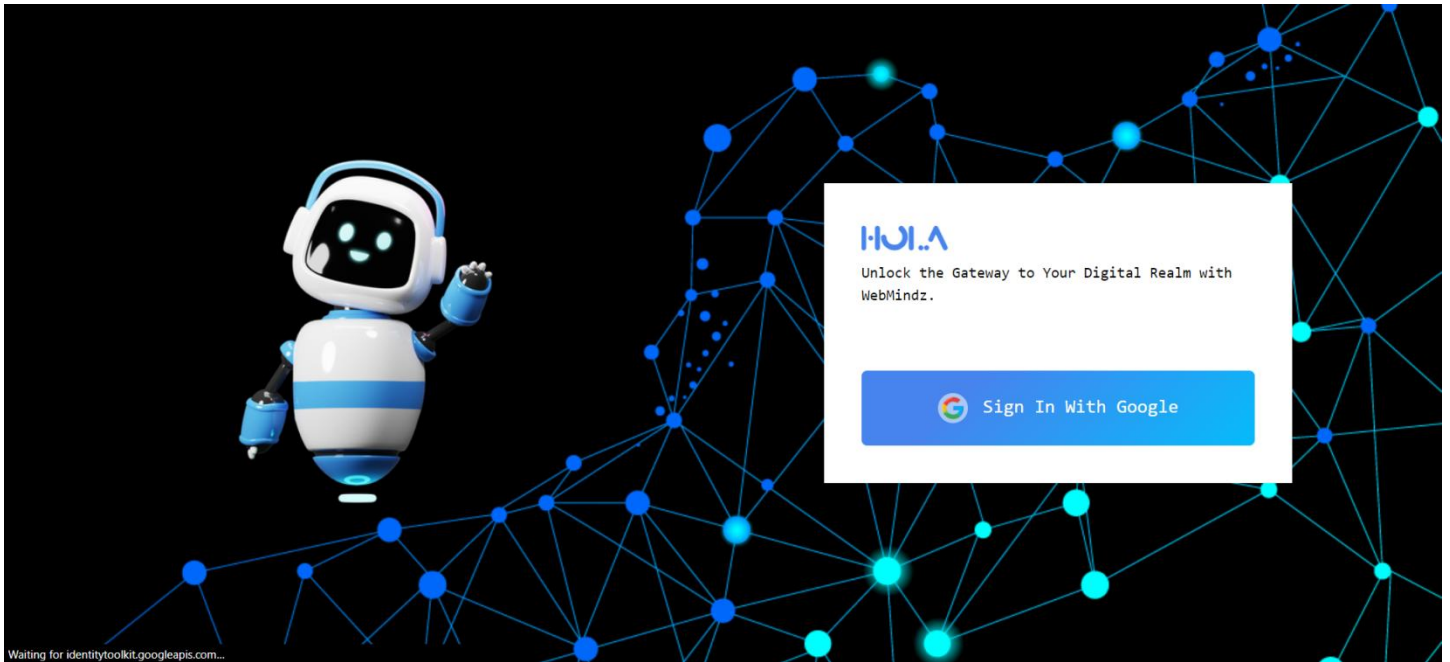 HOLA
Unlock the Gateway to Your Digital Realm with
WebMindz.
Sign In With Google
Waiting for identitytoolkit.googleapis.com...